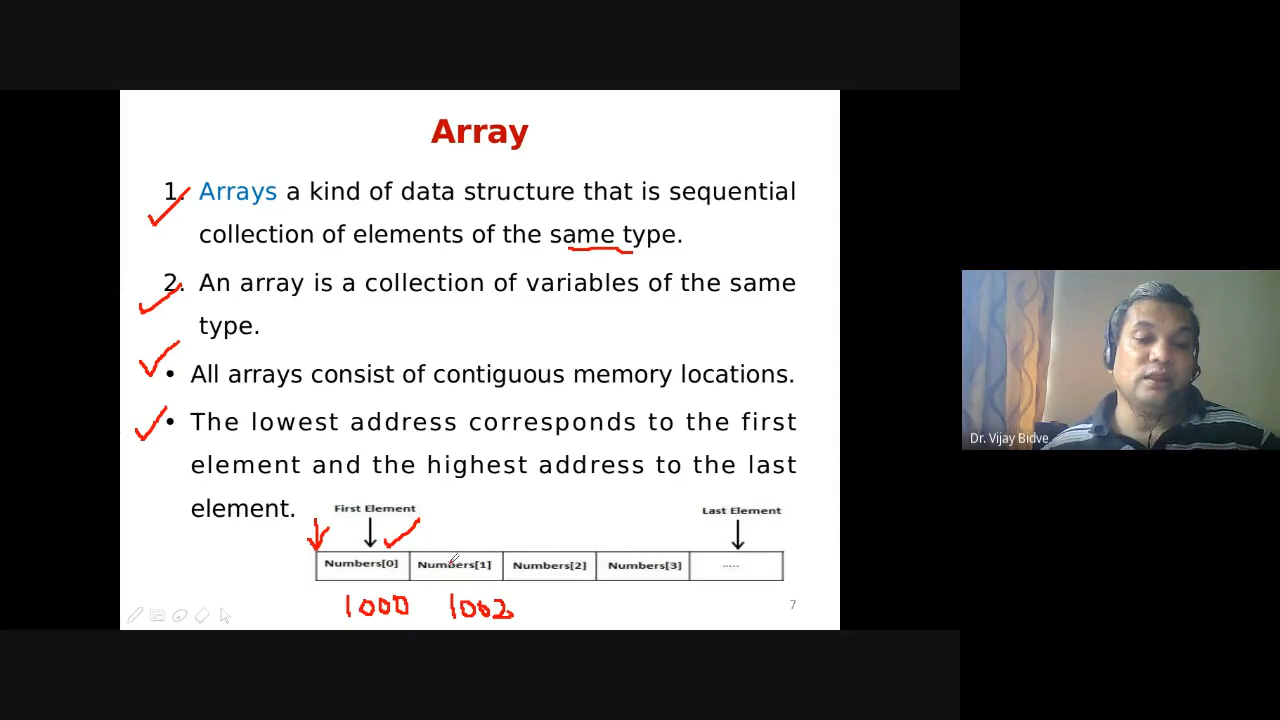 Array
1. Arrays a kind of data structure that is sequential
collection of elements of the same type.
2. An array is a collection of variables of the same
type.
• All arrays consist of contiguous memory locations.
• The lowest address corresponds to the first
element and the highest address to the last
element.
First Element
Last Element
Numbers[0] Numbers[1] Numbers[2] Numbers[3] .....
1000 1002
7
Dr. Vijay Bidve